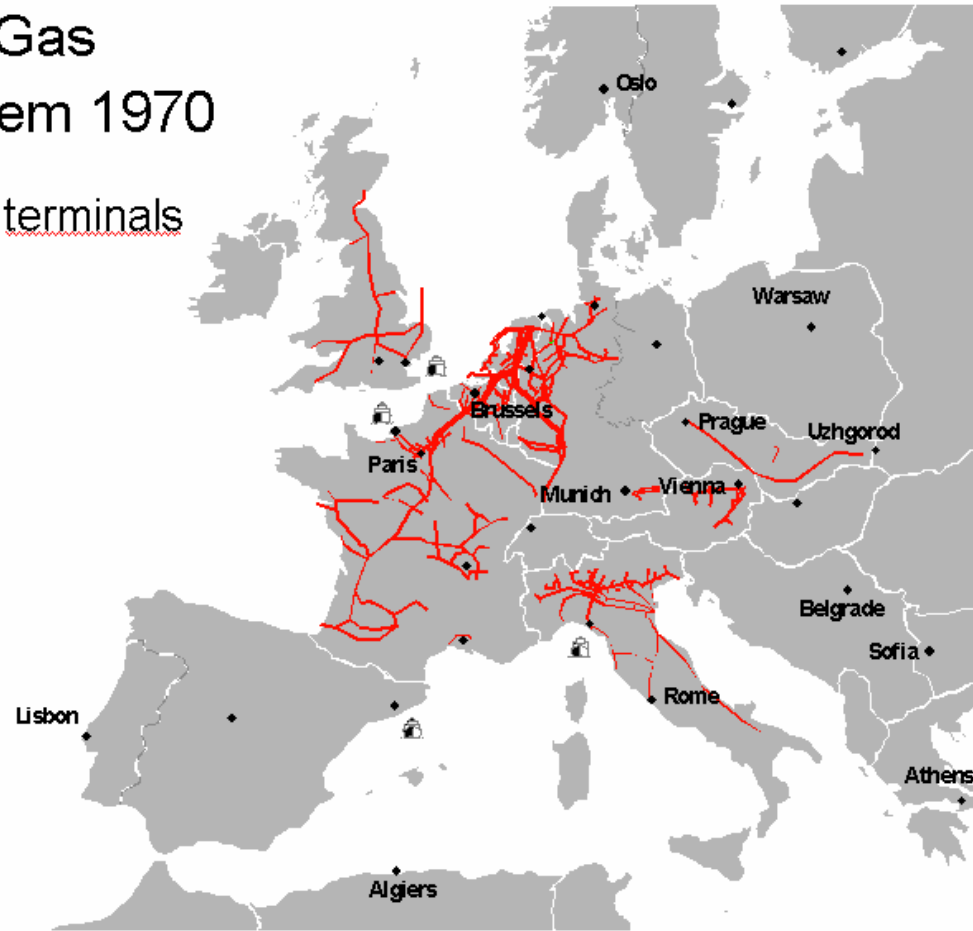 Gas
em 1970
terminals
Oslo
Warsaw
Brussels
Prague
Uzhgorod
Paris
Munich
Vienna
Belgrade
Sofia
Rome
Lisbon
Athens
Algiers